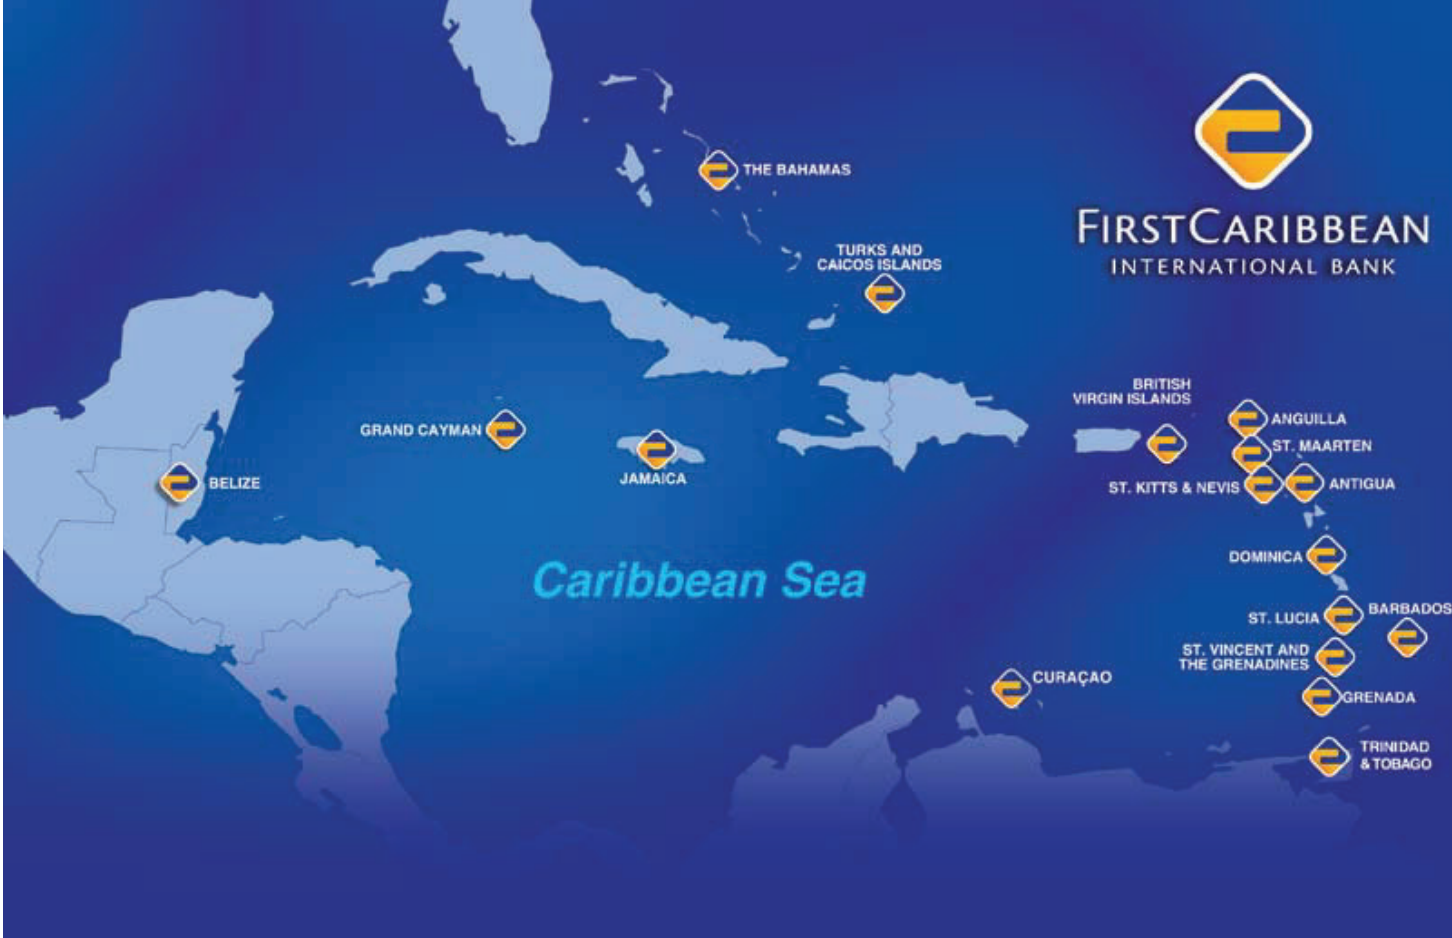 THE BAHAMAS
FIRSTCARIBBEAN
INTERNATIONAL BANK
TURKS AND
CAICOS ISLANDS
BRITISH
VIRGIN ISLANDS
ANGUILLA
GRAND CAYMAN
ST. MAARTEN
JAMAICA
BELIZE
ST. KITTS & NEVIS
ANTIGUA
DOMINICA
Caribbean Sea
BARBADOS
ST. LUCIA
ST. VINCENT AND
THE GRENADINES
CURAÇAO
GRENADA
TRINIDAD
& TOBAGO